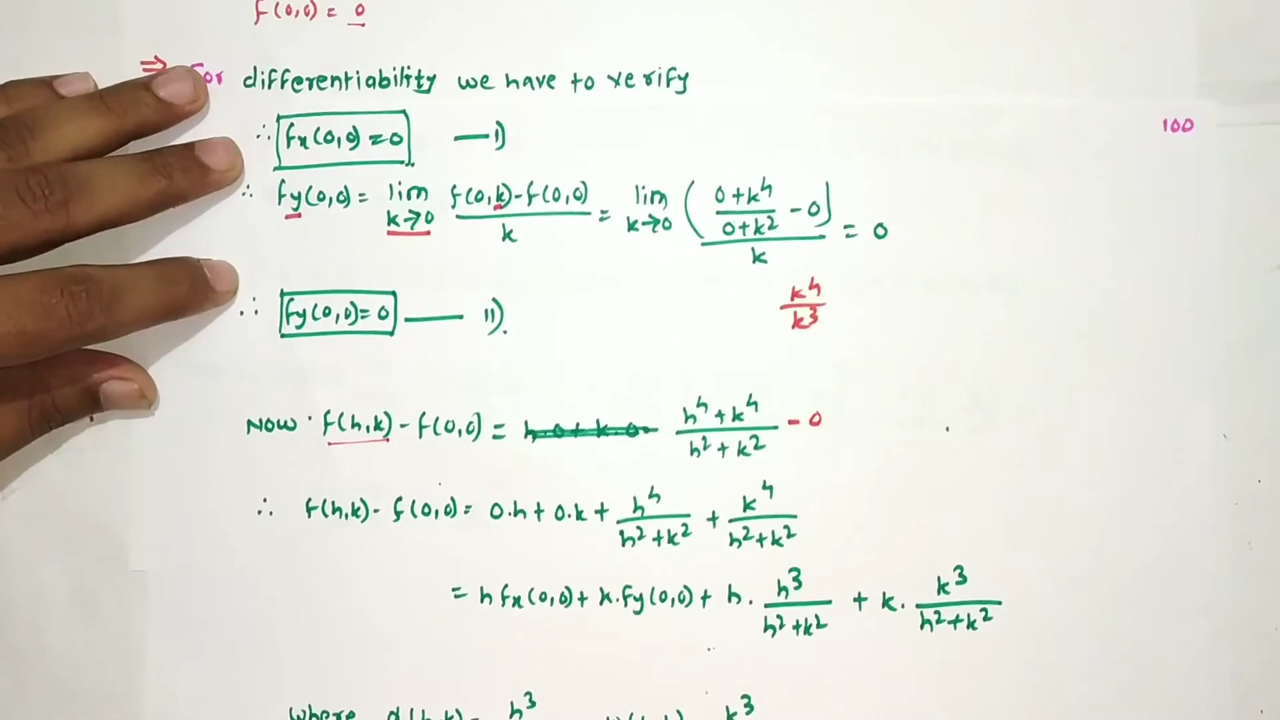 f(0,0) = 0
⇒ For differentiability we have to verify
∴ fx(0,0) = 0 — i)
100
∴ fy(0,0) = lim k→0 f(0,k) - f(0,0) / k = lim k→0 ( 0+k⁴ / 0+k² - 0 ) / k = 0
k⁴ / k³
∴ fy(0,0) = 0 — ii).
Now f(h,k) - f(0,0) = h⁴ + k⁴ / h² + k² - 0
∴ f(h,k) - f(0,0) = 0.h + 0.k + h⁴ / h² + k² + k⁴ / h² + k²
= h fx(0,0) + k.fy(0,0) + h. h³ / h² + k² + k. k³ / h² + k²
where h³ k³